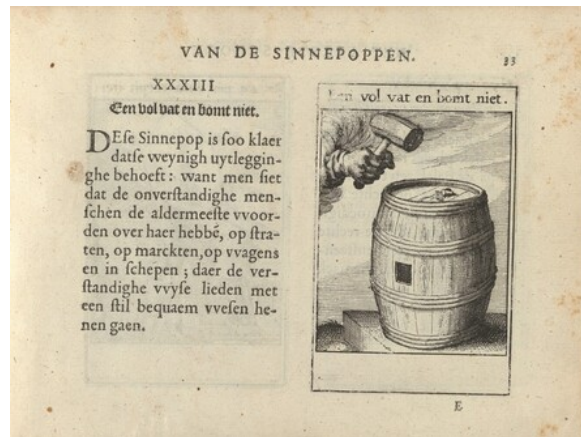 VAN DE SINNEPOPPEN.
33
XXXIII
Een vol vat en bomt niet.
DEſe Sinnepop is ſoo klaer
datſe weynigh uytleggin-
ghe behoeft: want men ſiet
dat de onverſtandighe men-
ſchen de aldermeeſte vvoor-
den over haer hebbé, op ſtra-
ten, op marckten, op vvagens
en in ſchepen; daer de ver-
ſtandighe vvyſe lieden met
een ſtil bequaem vveſen he-
nen gaen.
Een vol vat en bomt niet.
E